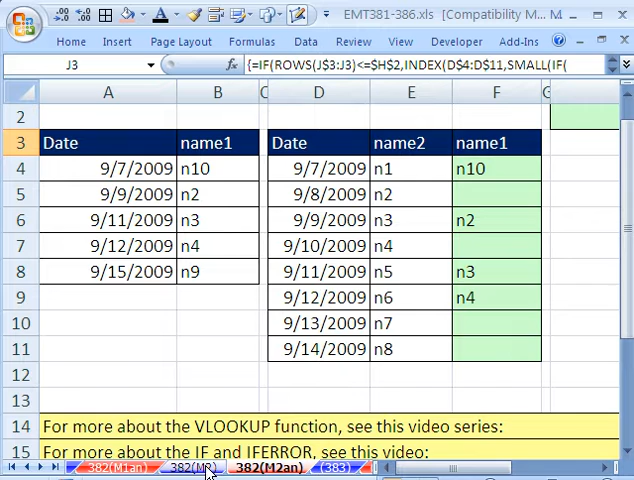 EMT381-386.xls [Compatibility M... M...
Home Insert Page Layout Formulas Data Review View Developer Add-Ins
J3 fx {=IF(ROWS(J$3:J3)<=$H$2,INDEX(D$4:D$11,SMALL(IF(
A B C D E F G
2
3 Date name1 Date name2 name1
4 9/7/2009 n10 9/7/2009 n1 n10
5 9/9/2009 n2 9/8/2009 n2
6 9/11/2009 n3 9/9/2009 n3 n2
7 9/12/2009 n4 9/10/2009 n4
8 9/15/2009 n9 9/11/2009 n5 n3
9 9/12/2009 n6 n4
10 9/13/2009 n7
11 9/14/2009 n8
12
13
14 For more about the VLOOKUP function, see this video series:
15 For more about the IF and IFERROR, see this video:
382(M1an) 382(M2) 382(M2an) (383)